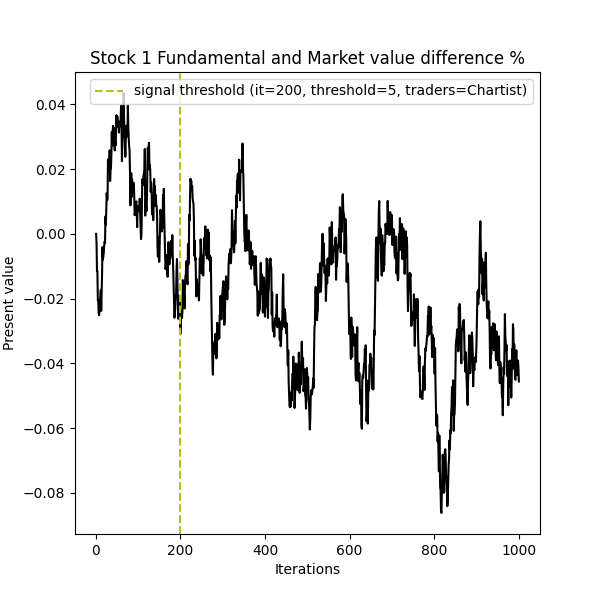 Stock 1 Fundamental and Market value difference %
signal threshold (it=200, threshold=5, traders=Chartist)
0.04
0.02
0.00
−0.02
−0.04
−0.06
−0.08
Present value
0 200 400 600 800 1000
Iterations